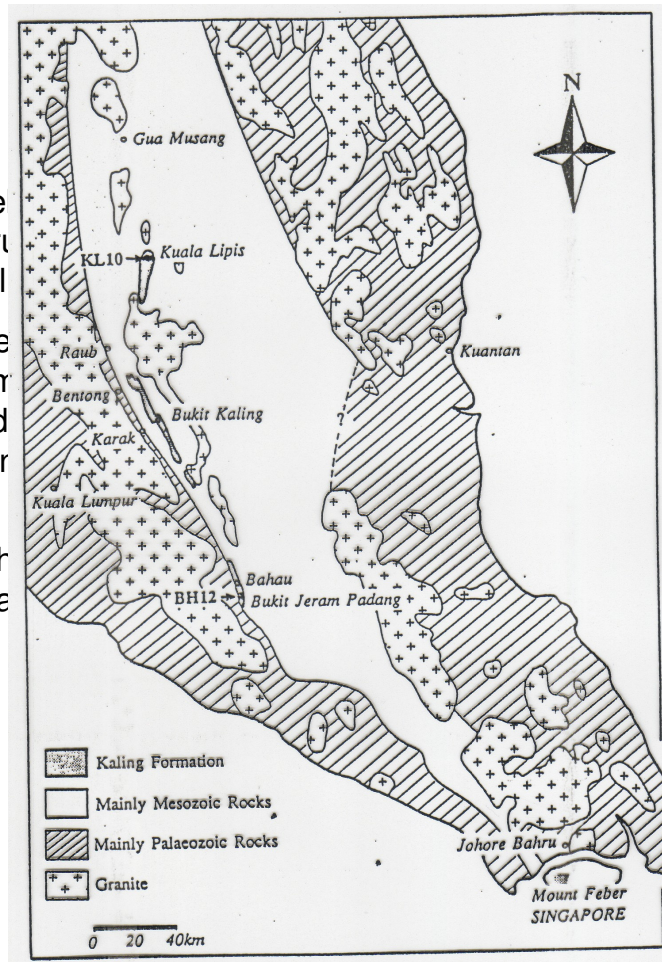 N
Gua Musang
KL10
Kuala Lipis
Raub
Kuantan
Bentong
Bukit Kaling
?
Karak
Kuala Lumpur
Bahau
BH12
Bukit Jeram Padang
Kaling Formation
Mainly Mesozoic Rocks
Mainly Palaeozoic Rocks
Granite
Johore Bahru
Mount Feber
SINGAPORE
0 20 40km